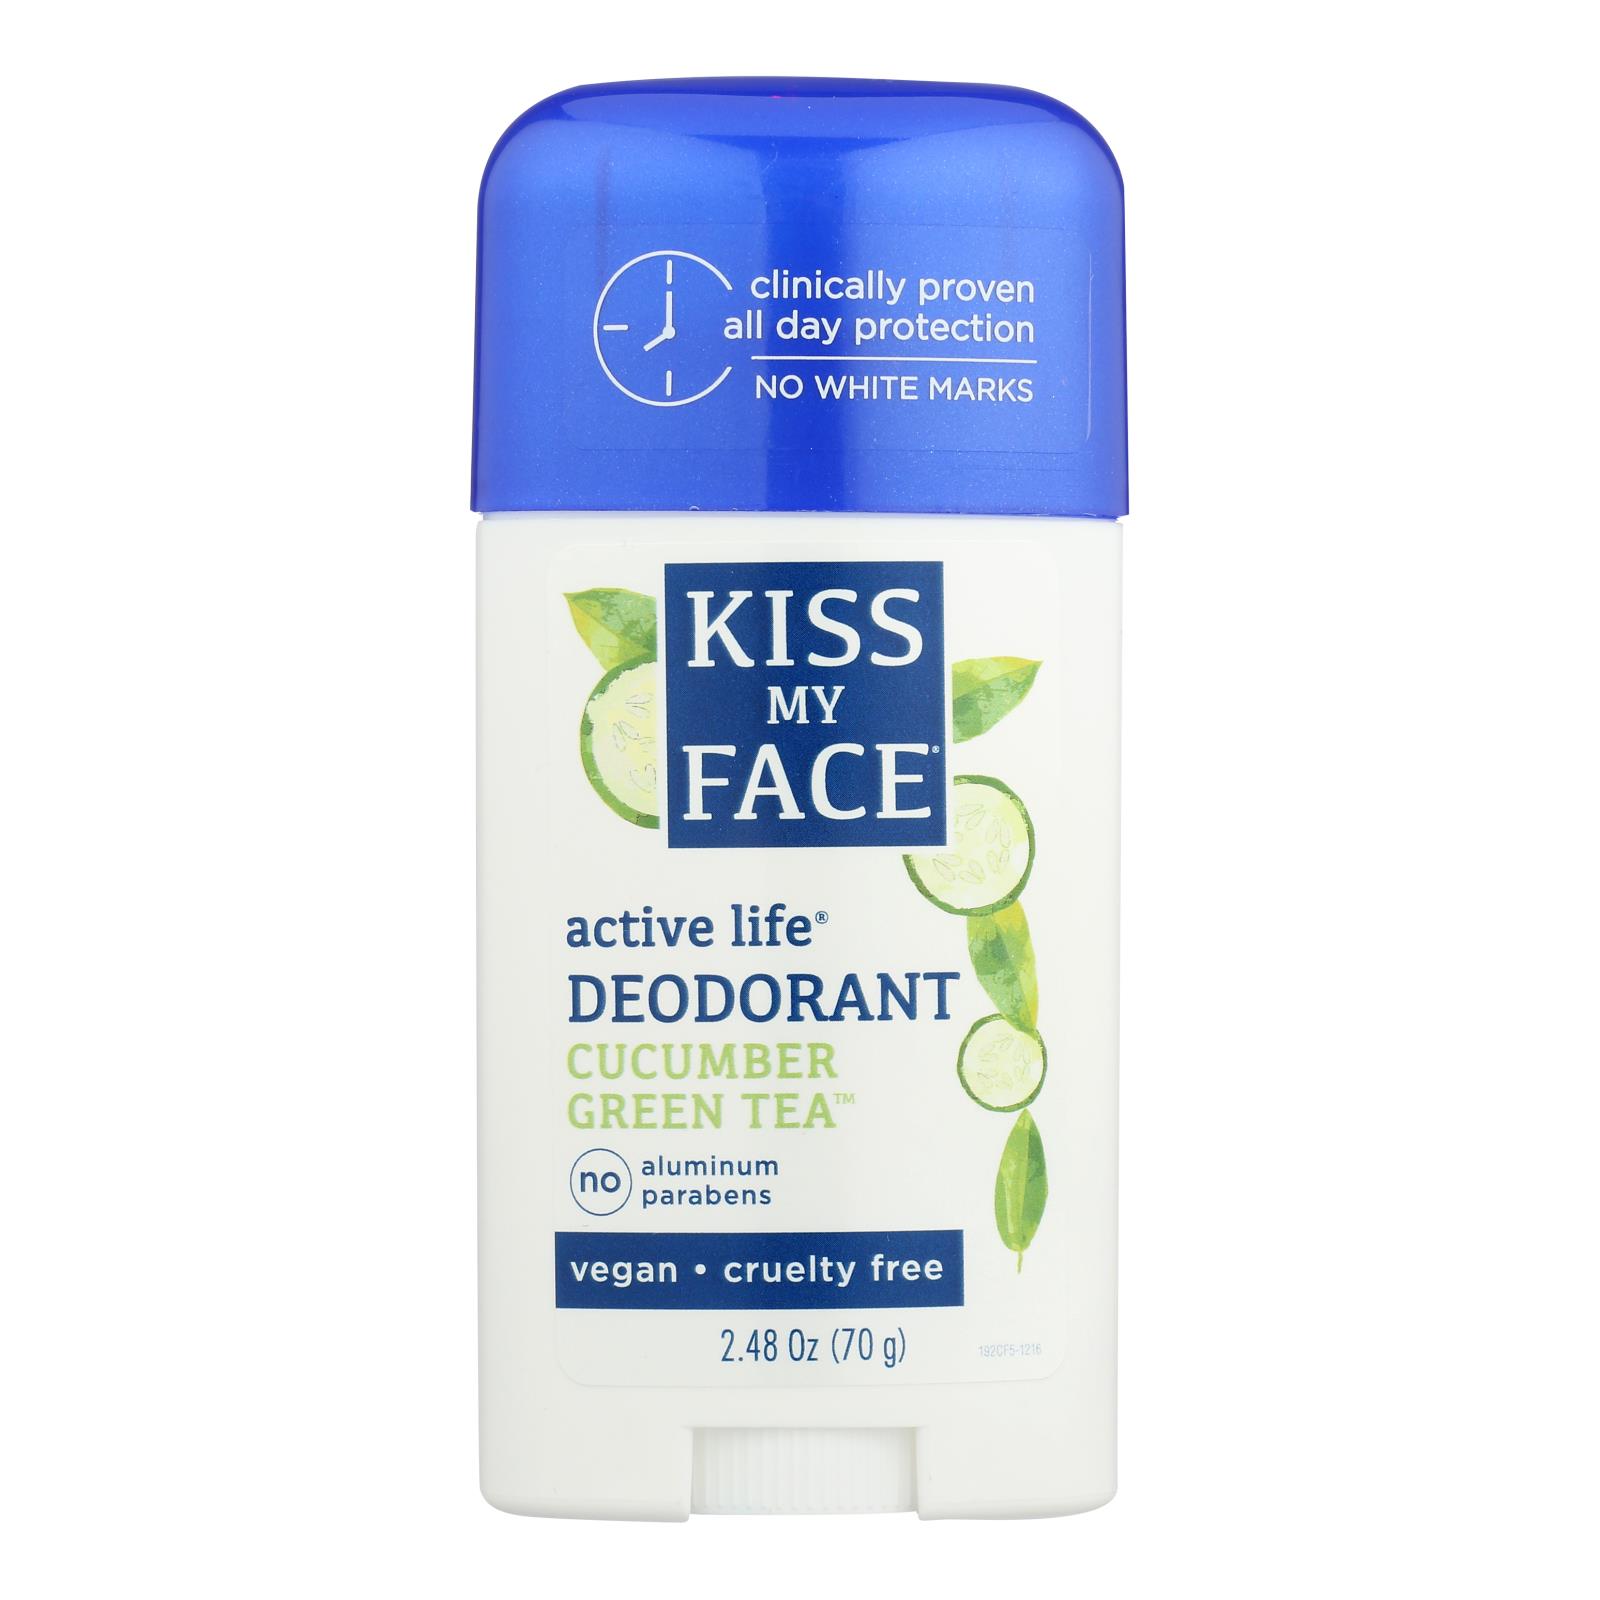 clinically proven
all day protection
NO WHITE MARKS
KISS
MY
FACE®
active life®
DEODORANT
CUCUMBER
GREEN TEA™
no aluminum
parabens
vegan • cruelty free
2.48 Oz (70 g)
192CF5-1216